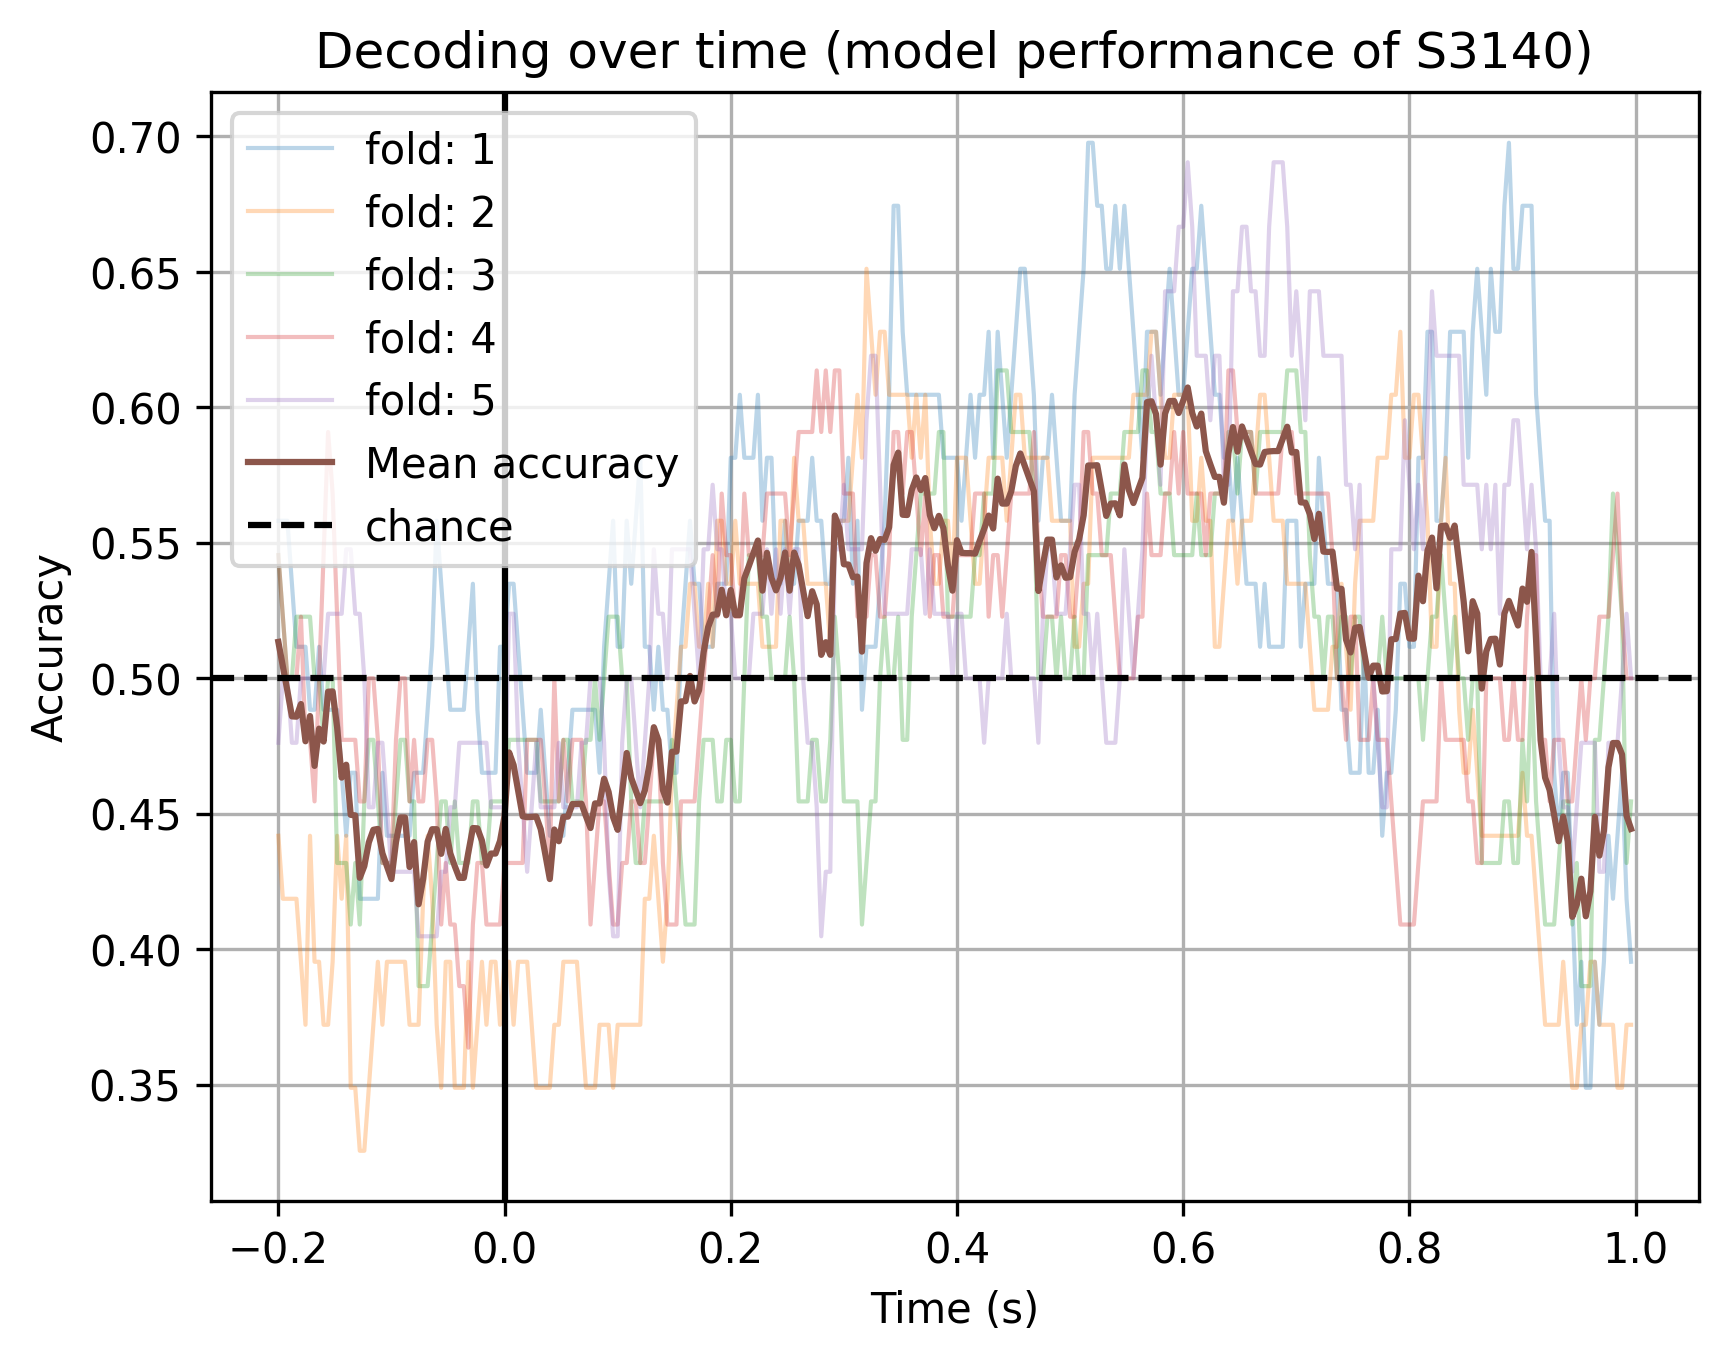 Decoding over time (model performance of S3140)
0.70
0.65
0.60
0.55
0.50
0.45
0.40
0.35
Accuracy
fold: 1
fold: 2
fold: 3
fold: 4
fold: 5
Mean accuracy
chance
−0.2
0.0
0.2
0.4
0.6
0.8
1.0
Time (s)